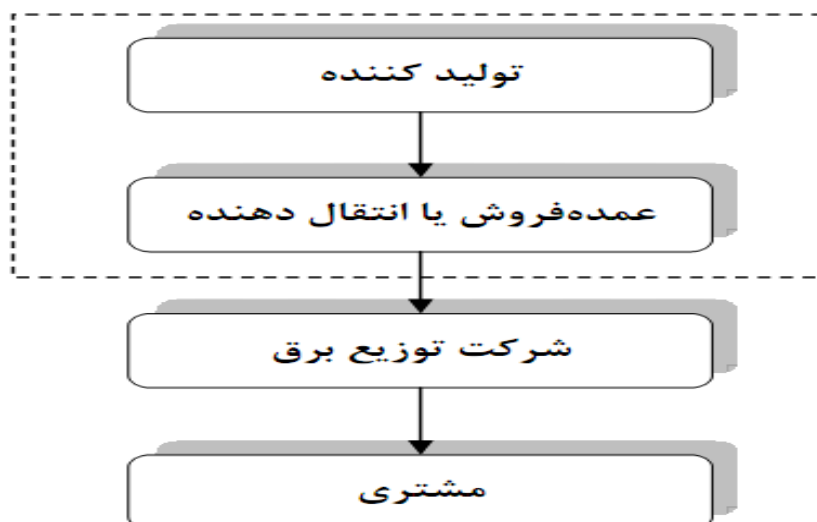 تولید کننده
عمده‌فروش یا انتقال دهنده
شرکت توزیع برق
مشتری